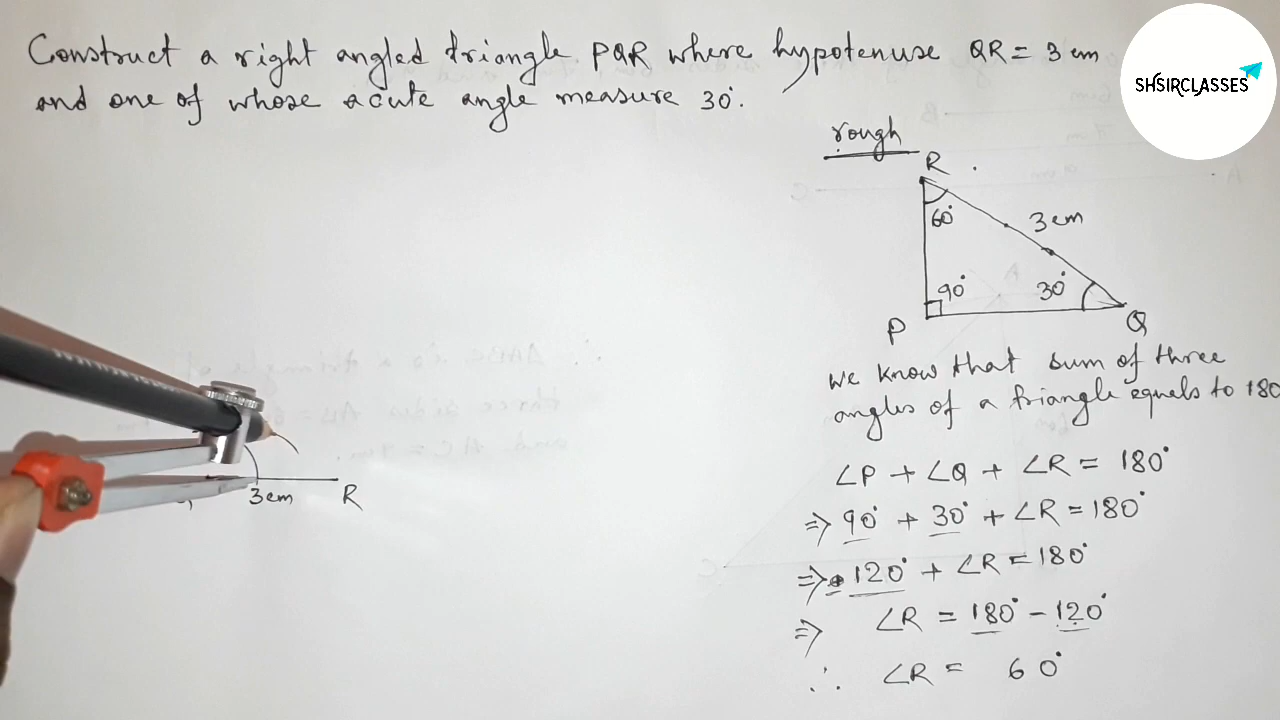 Construct a right angled triangle PQR where hypotenuse QR = 3 cm
and one of whose acute angle measure 30°.
SHSIRCLASSES
rough
R
60°
3 cm
90°
30°
P
Q
we know that sum of three
angles of a triangle equels to 180
∠P + ∠Q + ∠R = 180°
⇒ 90° + 30° + ∠R = 180°
⇒ 120° + ∠R = 180°
⇒ ∠R = 180° - 120°
∴ ∠R = 60°
3 cm
R